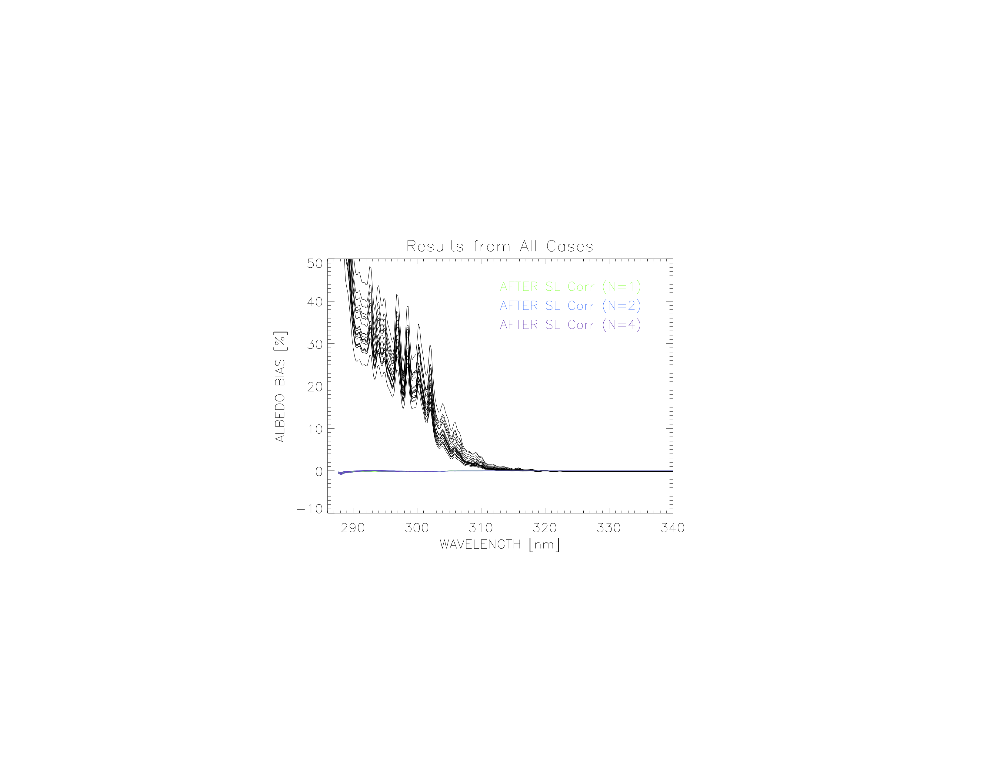 Results from All Cases
50
40
30
20
10
0
-10
ALBEDO BIAS [%]
AFTER SL Corr (N=1)
AFTER SL Corr (N=2)
AFTER SL Corr (N=4)
290 300 310 320 330 340
WAVELENGTH [nm]